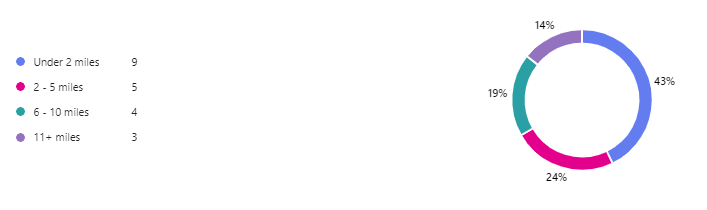 14%
Under 2 miles 9
43%
2 - 5 miles 5
19%
6 - 10 miles 4
11+ miles 3
24%